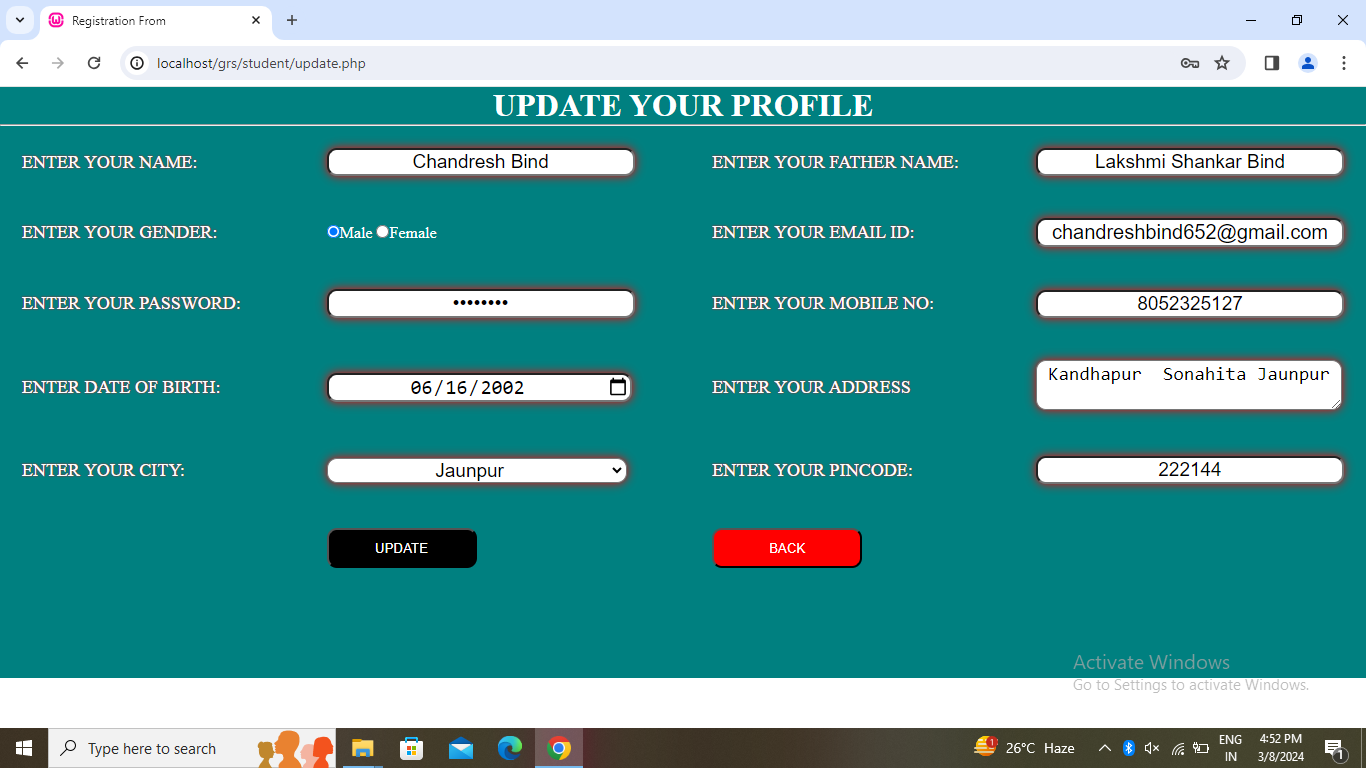 Registration From
localhost/grs/student/update.php
UPDATE YOUR PROFILE
ENTER YOUR NAME: Chandresh Bind ENTER YOUR FATHER NAME: Lakshmi Shankar Bind
ENTER YOUR GENDER: Male Female ENTER YOUR EMAIL ID: chandreshbind652@gmail.com
ENTER YOUR PASSWORD: •••••••• ENTER YOUR MOBILE NO: 8052325127
ENTER DATE OF BIRTH: 06/16/2002 ENTER YOUR ADDRESS Kandhapur  Sonahita Jaunpur
ENTER YOUR CITY: Jaunpur ENTER YOUR PINCODE: 222144
UPDATE BACK
Activate Windows
Go to Settings to activate Windows.
Type here to search 1 26°C Haze ENG 4:52 PM
IN 3/8/2024 1